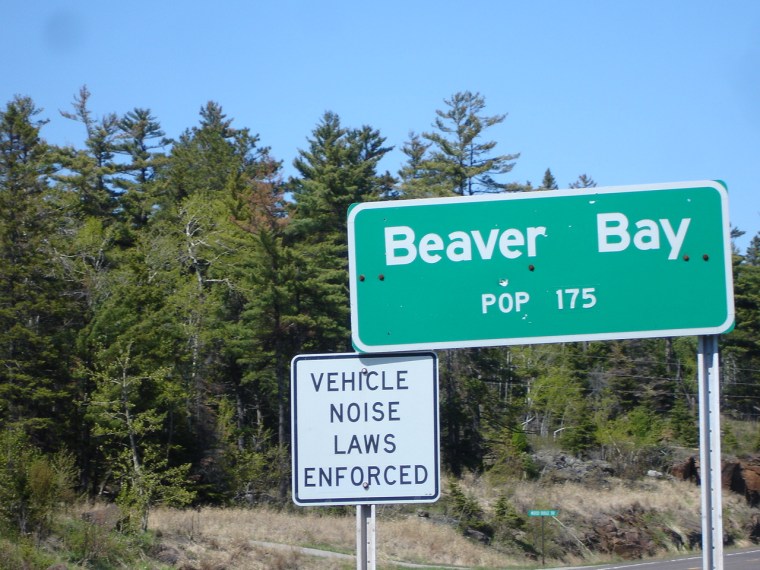 Beaver Bay
POP 175
VEHICLE
NOISE
LAWS
ENFORCED